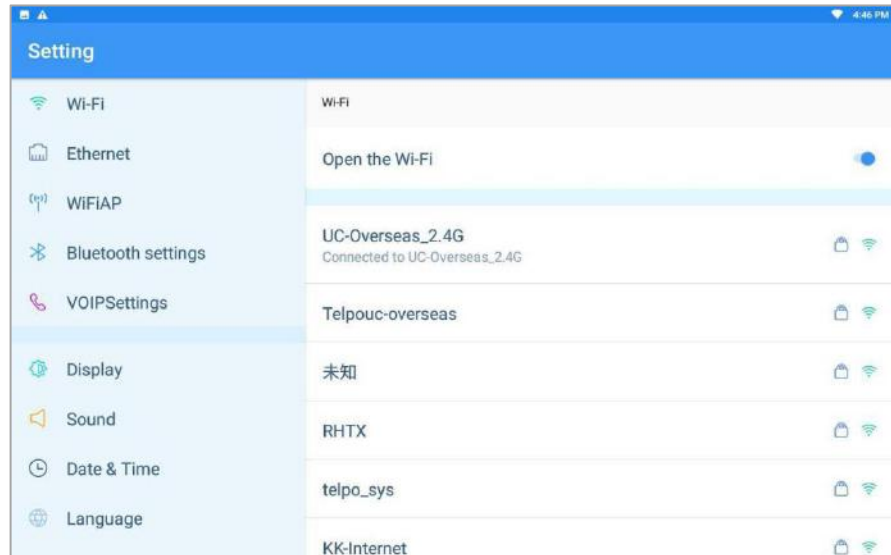 4:46 PM
Setting
Wi-Fi
Ethernet
WiFiAP
Bluetooth settings
VOIPSettings
Display
Sound
Date & Time
Language
Wi-Fi
Open the Wi-Fi
UC-Overseas_2.4G
Connected to UC-Overseas_2.4G
Telpouc-overseas
未知
RHTX
telpo_sys
KK-Internet